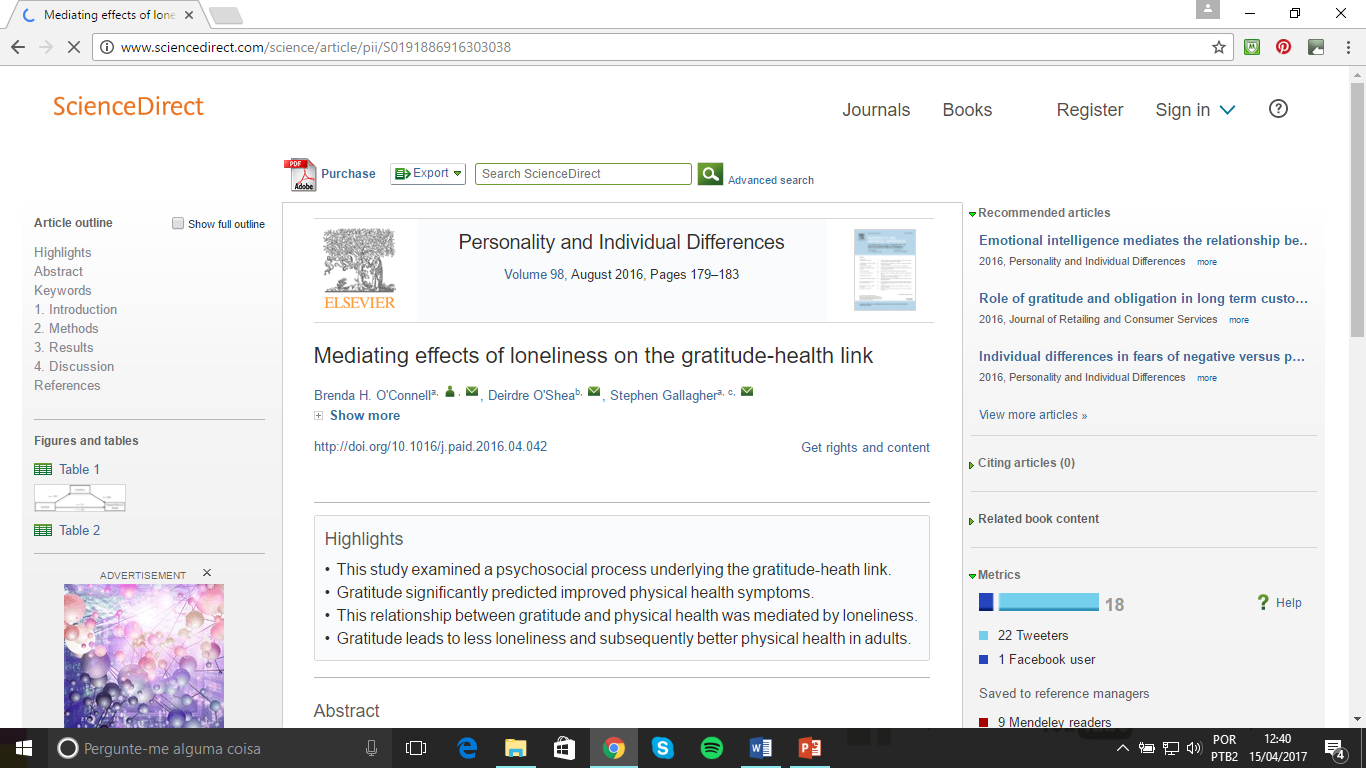 Mediating effects of lone
www.sciencedirect.com/science/article/pii/S0191886916303038
ScienceDirect
Journals Books Register Sign in ?
PDF Adobe Purchase Export Search ScienceDirect Advanced search
Article outline Show full outline
Highlights
Abstract
Keywords
1. Introduction
2. Methods
3. Results
4. Discussion
References
Figures and tables
Table 1
Table 2
ADVERTISEMENT
ELSEVIER
Personality and Individual Differences
Volume 98, August 2016, Pages 179–183
Mediating effects of loneliness on the gratitude-health link
Brenda H. O'Connell a, , , Deirdre O'Shea b, , Stephen Gallagher a, c,
Show more
http://doi.org/10.1016/j.paid.2016.04.042
Get rights and content
Highlights
• This study examined a psychosocial process underlying the gratitude-heath link.
• Gratitude significantly predicted improved physical health symptoms.
• This relationship between gratitude and physical health was mediated by loneliness.
• Gratitude leads to less loneliness and subsequently better physical health in adults.
Abstract
Recommended articles
Emotional intelligence mediates the relationship be..
2016, Personality and Individual Differences more
Role of gratitude and obligation in long term custo...
2016, Journal of Retailing and Consumer Services more
Individual differences in fears of negative versus p...
2016, Personality and Individual Differences more
View more articles »
Citing articles (0)
Related book content
Metrics
18
? Help
22 Tweeters
1 Facebook user
Saved to reference managers
9 Mendeley readers
Pergunte-me alguma coisa
POR
PTB2
12:40
15/04/2017
4